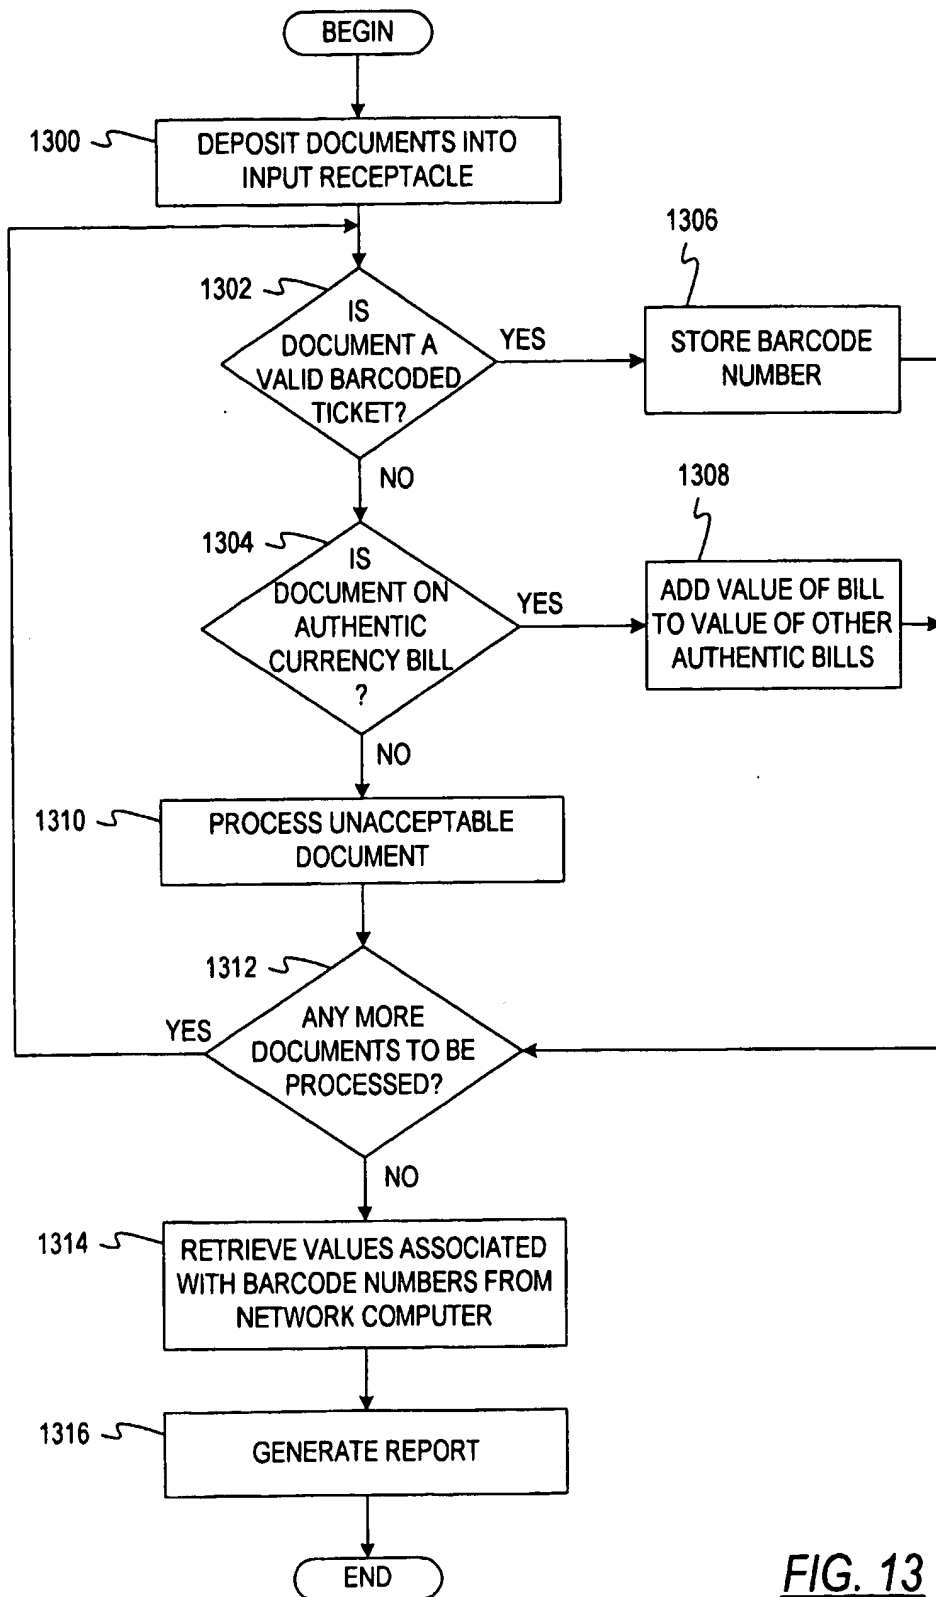 BEGIN
1300
DEPOSIT DOCUMENTS INTO
INPUT RECEPTACLE
1302
IS
DOCUMENT A
VALID BARCODED
TICKET?
YES
1306
STORE BARCODE
NUMBER
NO
1304
IS
DOCUMENT ON
AUTHENTIC
CURRENCY BILL
?
YES
1308
ADD VALUE OF BILL
TO VALUE OF OTHER
AUTHENTIC BILLS
NO
1310
PROCESS UNACCEPTABLE
DOCUMENT
1312
ANY MORE
DOCUMENTS TO BE
PROCESSED?
YES
NO
1314
RETRIEVE VALUES ASSOCIATED
WITH BARCODE NUMBERS FROM
NETWORK COMPUTER
1316
GENERATE REPORT
END
FIG. 13